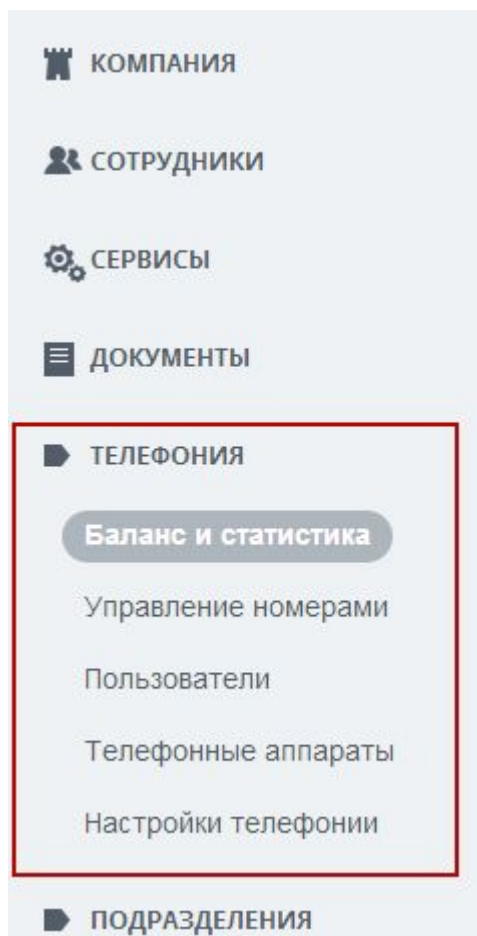 КОМПАНИЯ
СОТРУДНИКИ
СЕРВИСЫ
ДОКУМЕНТЫ
ТЕЛЕФОНИЯ
Баланс и статистика
Управление номерами
Пользователи
Телефонные аппараты
Настройки телефонии
ПОДРАЗДЕЛЕНИЯ